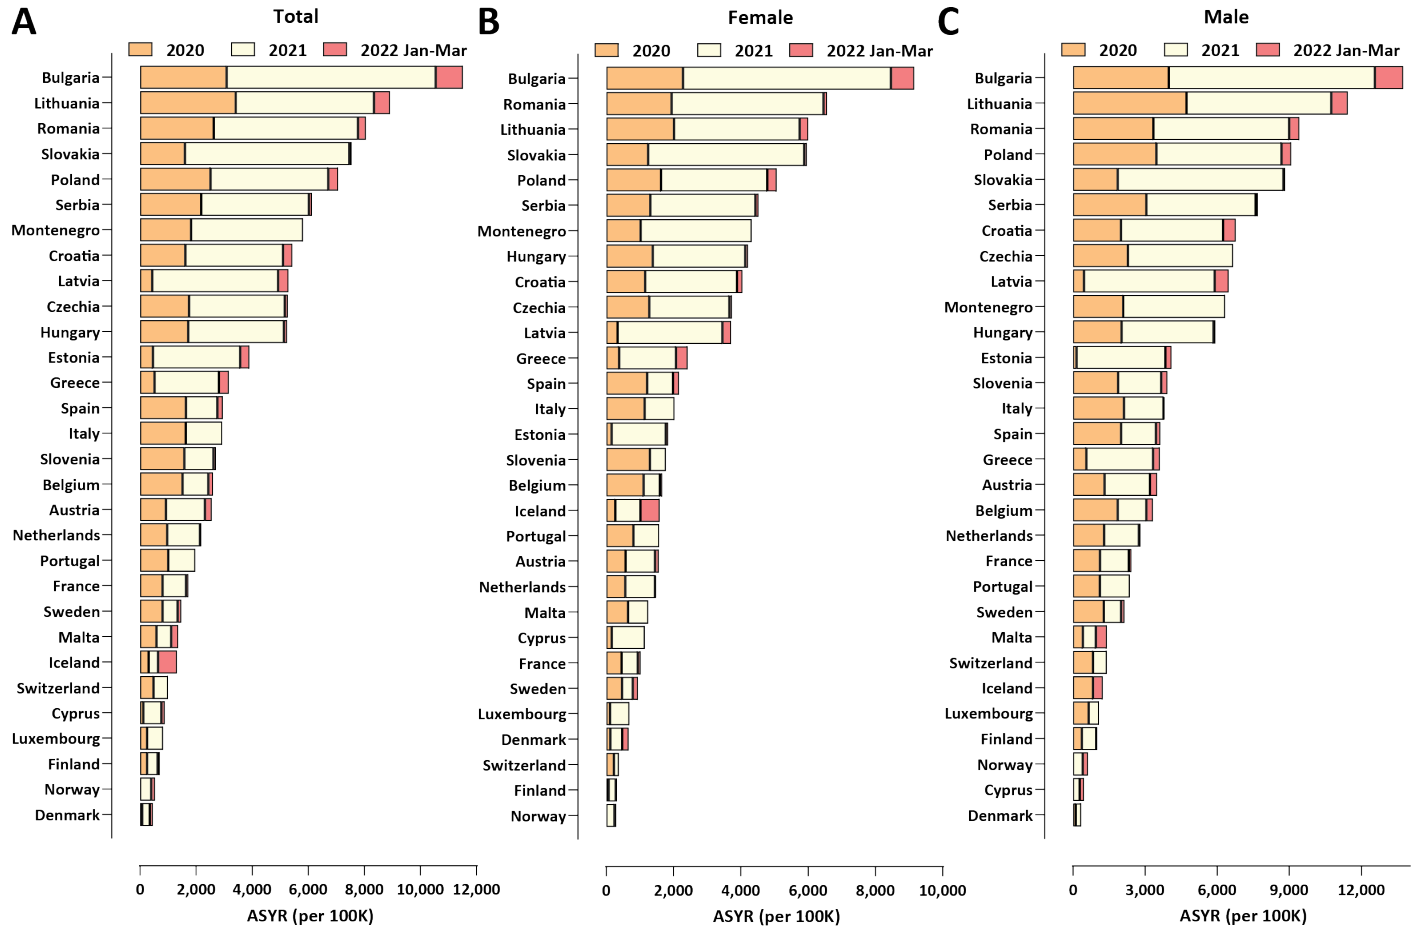 A
Total
2020
2021
2022 Jan-Mar
Bulgaria
Lithuania
Romania
Slovakia
Poland
Serbia
Montenegro
Croatia
Latvia
Czechia
Hungary
Estonia
Greece
Spain
Italy
Slovenia
Belgium
Austria
Netherlands
Portugal
France
Sweden
Malta
Iceland
Switzerland
Cyprus
Luxembourg
Finland
Norway
Denmark
0 2,000 4,000 6,000 8,000 10,000 12,000
ASYR (per 100K)
B
Female
2020
2021
2022 Jan-Mar
Bulgaria
Romania
Lithuania
Slovakia
Poland
Serbia
Montenegro
Hungary
Croatia
Czechia
Latvia
Greece
Spain
Italy
Estonia
Slovenia
Belgium
Iceland
Portugal
Austria
Netherlands
Malta
Cyprus
France
Sweden
Luxembourg
Denmark
Switzerland
Finland
Norway
0 2,000 4,000 6,000 8,000 10,000
ASYR (per 100K)
C
Male
2020
2021
2022 Jan-Mar
Bulgaria
Lithuania
Romania
Poland
Slovakia
Serbia
Croatia
Czechia
Latvia
Montenegro
Hungary
Estonia
Slovenia
Italy
Spain
Greece
Austria
Belgium
Netherlands
France
Portugal
Sweden
Malta
Switzerland
Iceland
Luxembourg
Finland
Norway
Cyprus
Denmark
0 3,000 6,000 9,000 12,000
ASYR (per 100K)